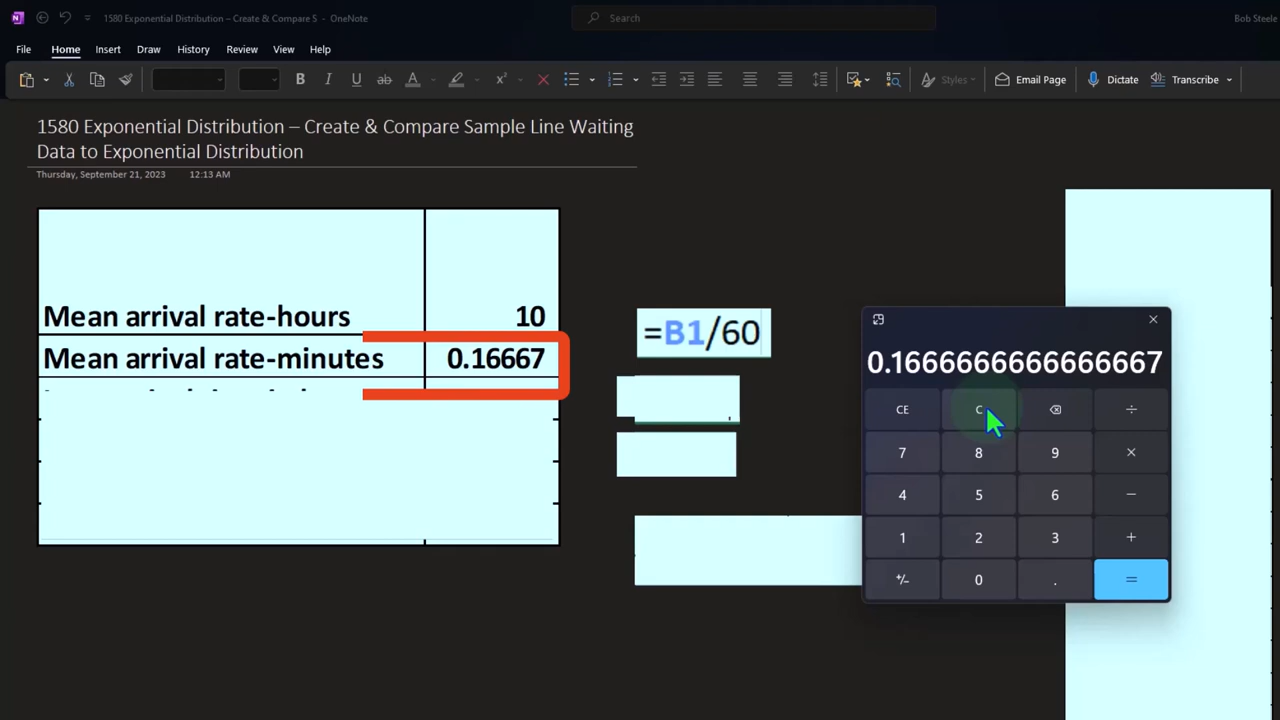 1580 Exponential Distribution – Create & Compare S - OneNote
Search
Bob Steele
File Home Insert Draw History Review View Help
B I U ab A x² Styles Email Page Dictate Transcribe
1580 Exponential Distribution – Create & Compare Sample Line Waiting
Data to Exponential Distribution
Thursday, September 21, 2023 12:13 AM
Mean arrival rate-hours 10
Mean arrival rate-minutes 0.16667
=B1/60
0.1666666666666667
CE C ÷
7 8 9 ×
4 5 6 −
1 2 3 +
+/− 0 . =